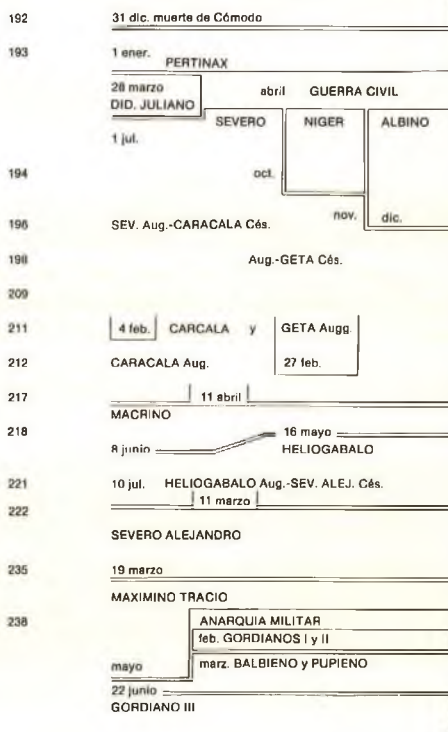 192 31 dic. muerte de Cómodo
193 1 ener.
PERTINAX
28 marzo abril GUERRA CIVIL
DID. JULIANO
SEVERO NIGER ALBINO
1 jul.
194 oct.
nov. dic.
196 SEV. Aug.-CARACALA Cés.
198 Aug.-GETA Cés.
209
211 4 feb. CARCALA y GETA Augg.
212 CARACALA Aug. 27 feb.
217 11 abril
MACRINO
218 16 mayo
8 junio HELIOGABALO
221 10 jul. HELIOGABALO Aug.-SEV. ALEJ. Cés.
222 11 marzo
SEVERO ALEJANDRO
235 19 marzo
MAXIMINO TRACIO
238 ANARQUIA MILITAR
feb. GORDIANOS I y II
mayo marz. BALBIENO y PUPIENO
22 junio
GORDIANO III